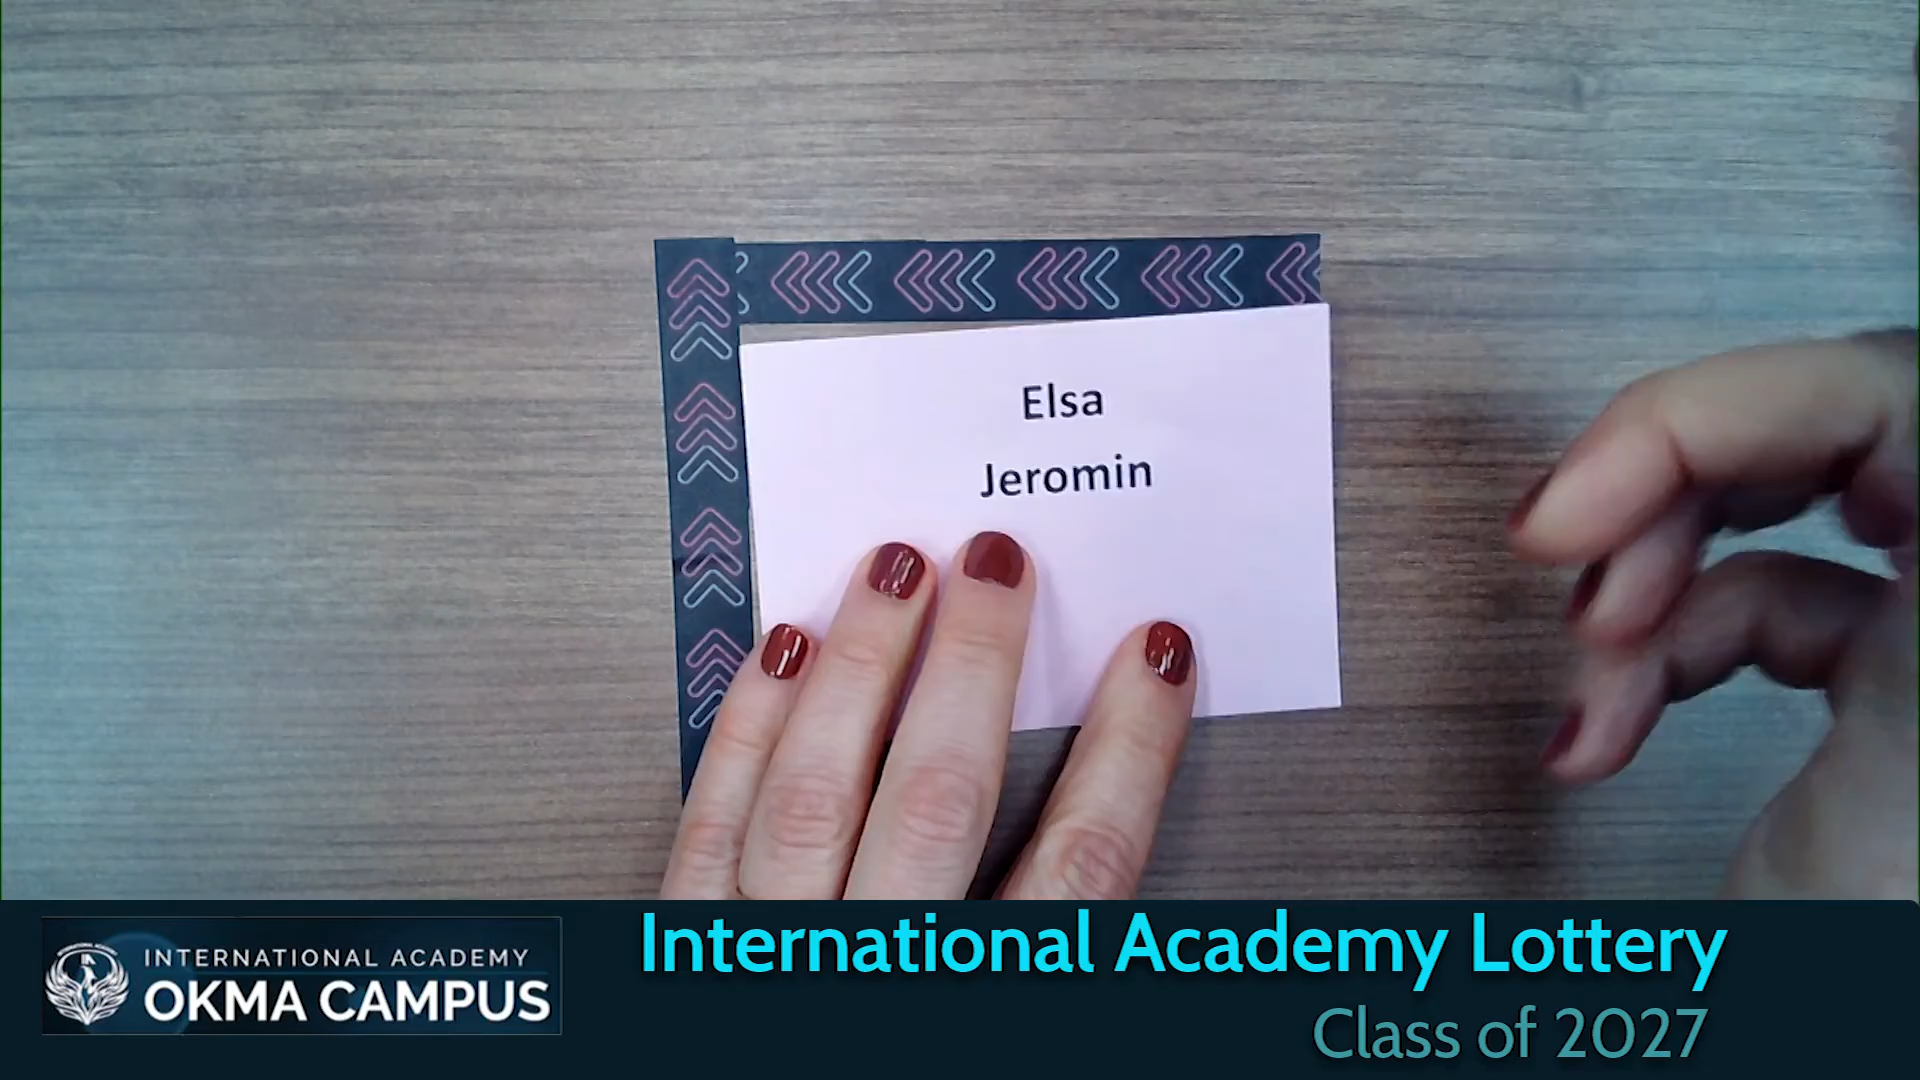 Elsa
Jeromin
INTERNATIONAL ACADEMY
OKMA CAMPUS
International Academy Lottery
Class of 2027